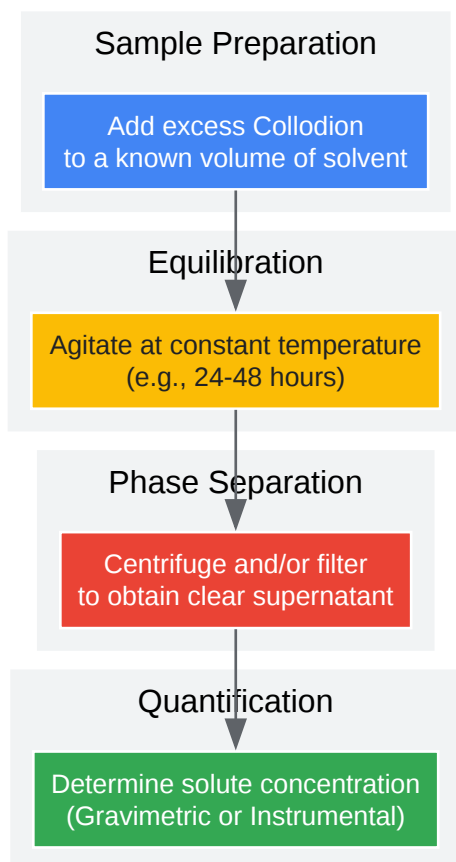 Sample Preparation
Add excess Collodion
to a known volume of solvent
Equilibration
Agitate at constant temperature
(e.g., 24-48 hours)
Phase Separation
Centrifuge and/or filter
to obtain clear supernatant
Quantification
Determine solute concentration
(Gravimetric or Instrumental)